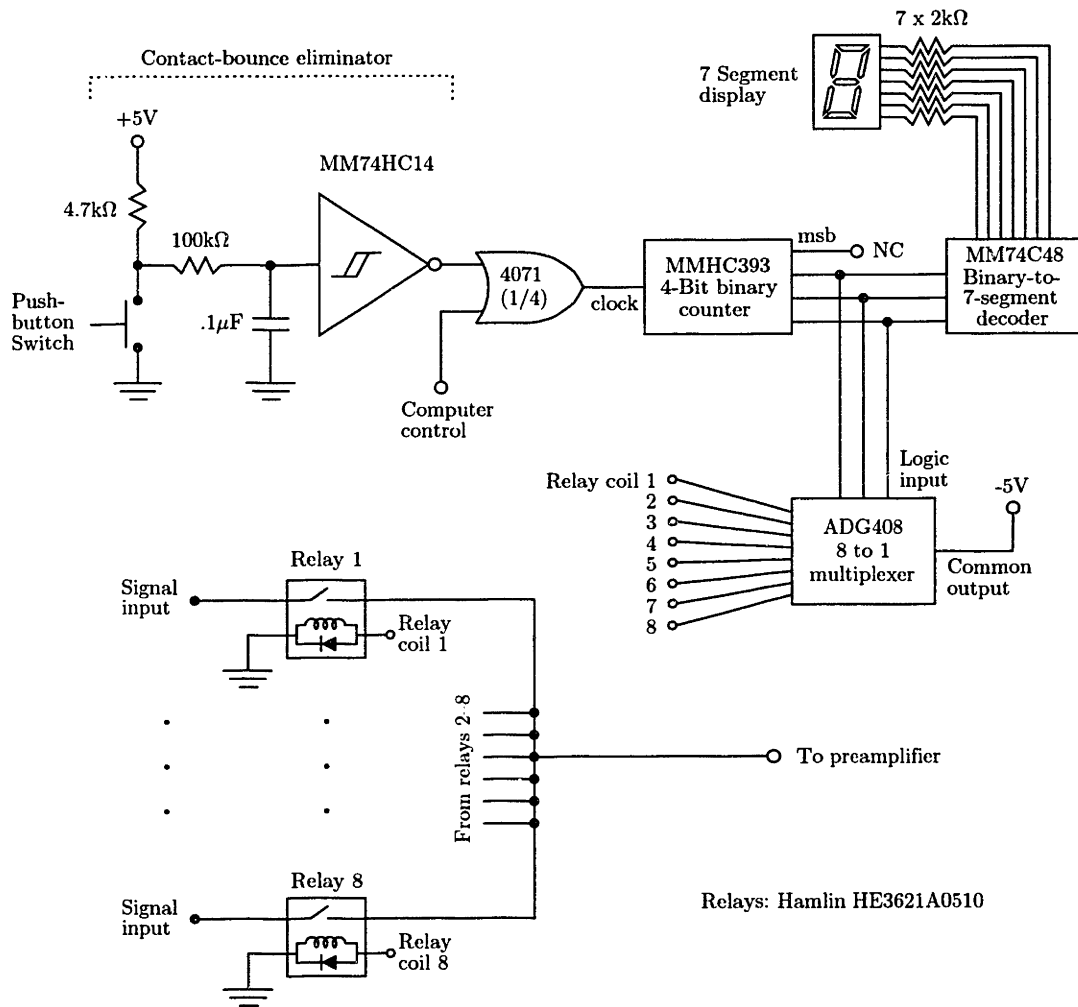 7 x 2kΩ
Contact-bounce eliminator
7 Segment
display
+5V
MM74HC14
4.7kΩ
100kΩ
msb
NC
MM74C48
Binary-to-
7-segment
decoder
4071
(1/4)
MMHC393
4-Bit binary
counter
clock
Push-
button
Switch
.1μF
Computer
control
Logic
input
-5V
Relay coil 1
2
3
4
5
6
7
8
ADG408
8 to 1
multiplexer
Common
output
Relay 1
Signal
input
Relay
coil 1
From relays 2-8
To preamplifier
Relay 8
Signal
input
Relay
coil 8
Relays: Hamlin HE3621A0510